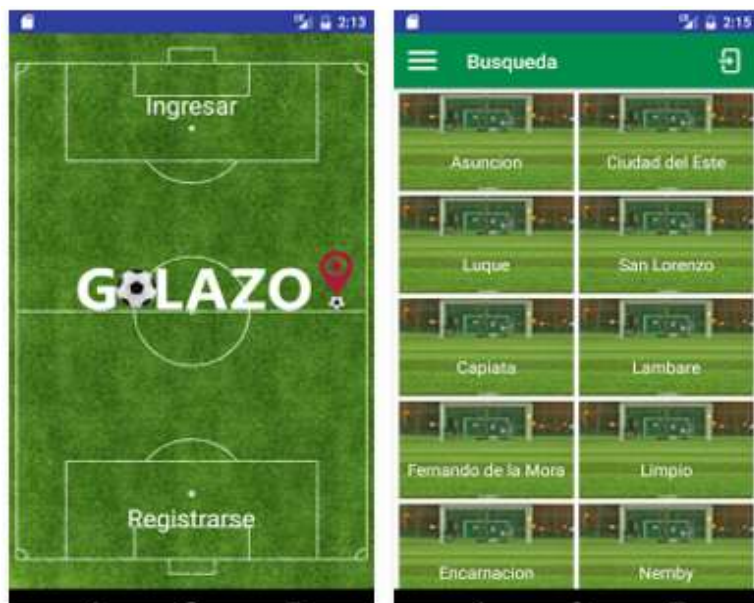 2:13
Ingresar
GOLAZO
Registrarse
2:15
Busqueda
Asuncion
Ciudad del Este
Luque
San Lorenzo
Capiata
Lambare
Fernando de la Mora
Limpio
Encarnacion
Nemby